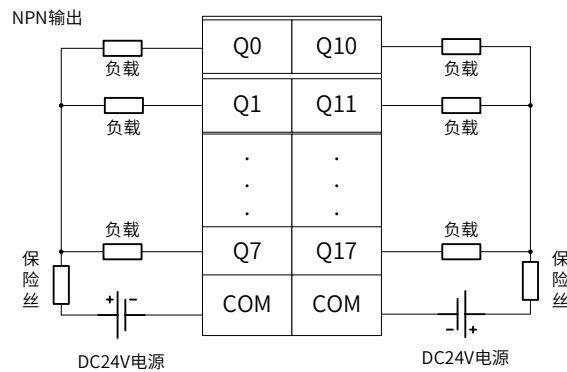 NPN输出
Q0 Q10
负载 负载
Q1 Q11
负载 负载
负载 负载
Q7 Q17
保险丝 保险丝
COM COM
+ − − +
DC24V电源 DC24V电源